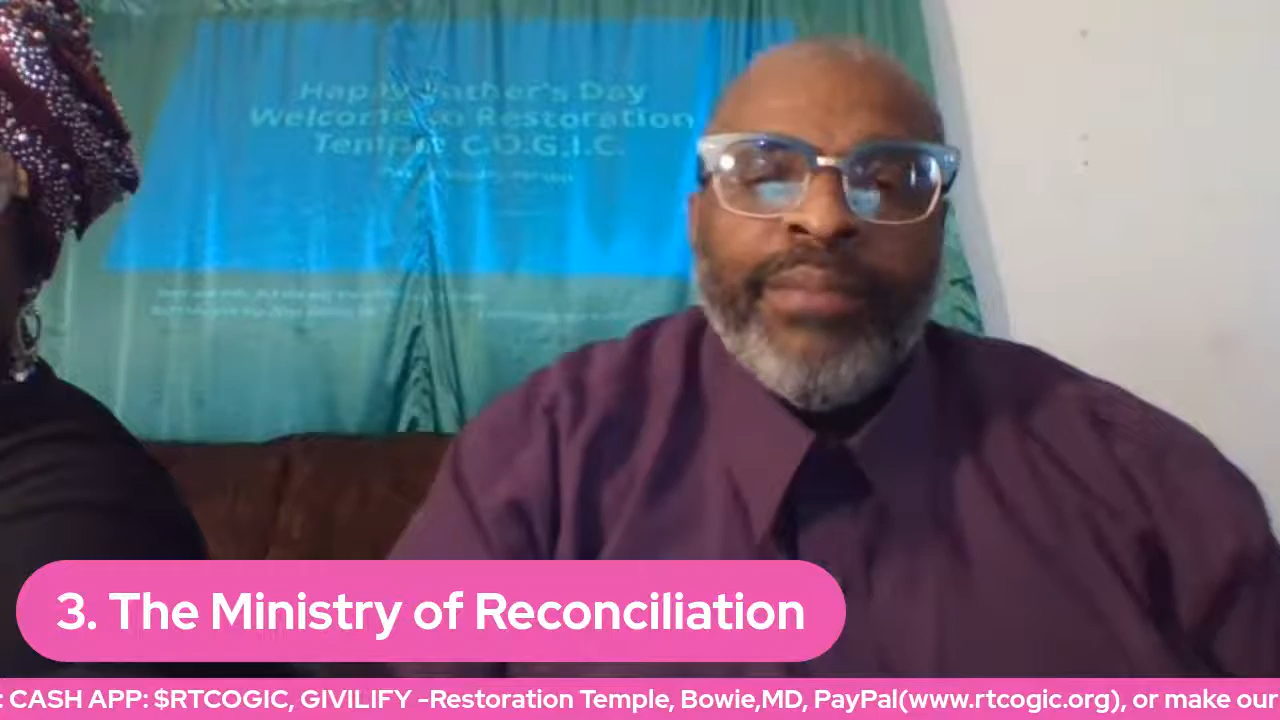 Happy Father's Day
Welcome to Restoration
Temple C.O.G.I.C.
3. The Ministry of Reconciliation
: CASH APP: $RTCOGIC, GIVILIFY -Restoration Temple, Bowie,MD, PayPal(www.rtcogic.org), or make our